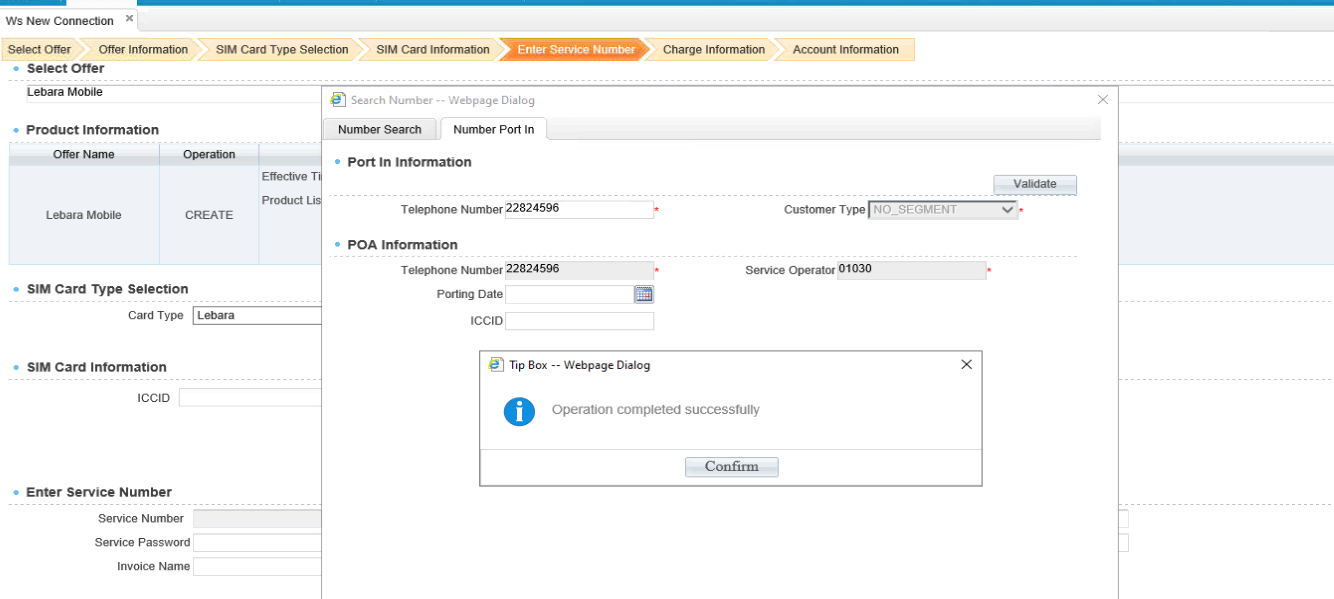 Ws New Connection
Select Offer Offer Information SIM Card Type Selection SIM Card Information Enter Service Number Charge Information Account Information
Select Offer
Lebara Mobile
Search Number -- Webpage Dialog
Number Search Number Port In
Product Information
Offer Name Operation
Effective Ti
Product Lis
Lebara Mobile CREATE
Port In Information
Validate
Telephone Number 22824596 * Customer Type NO_SEGMENT *
POA Information
Telephone Number 22824596 * Service Operator 01030 *
Porting Date
ICCID
SIM Card Type Selection
Card Type Lebara
SIM Card Information
ICCID
Tip Box -- Webpage Dialog
Operation completed successfully
Confirm
Enter Service Number
Service Number
Service Password
Invoice Name